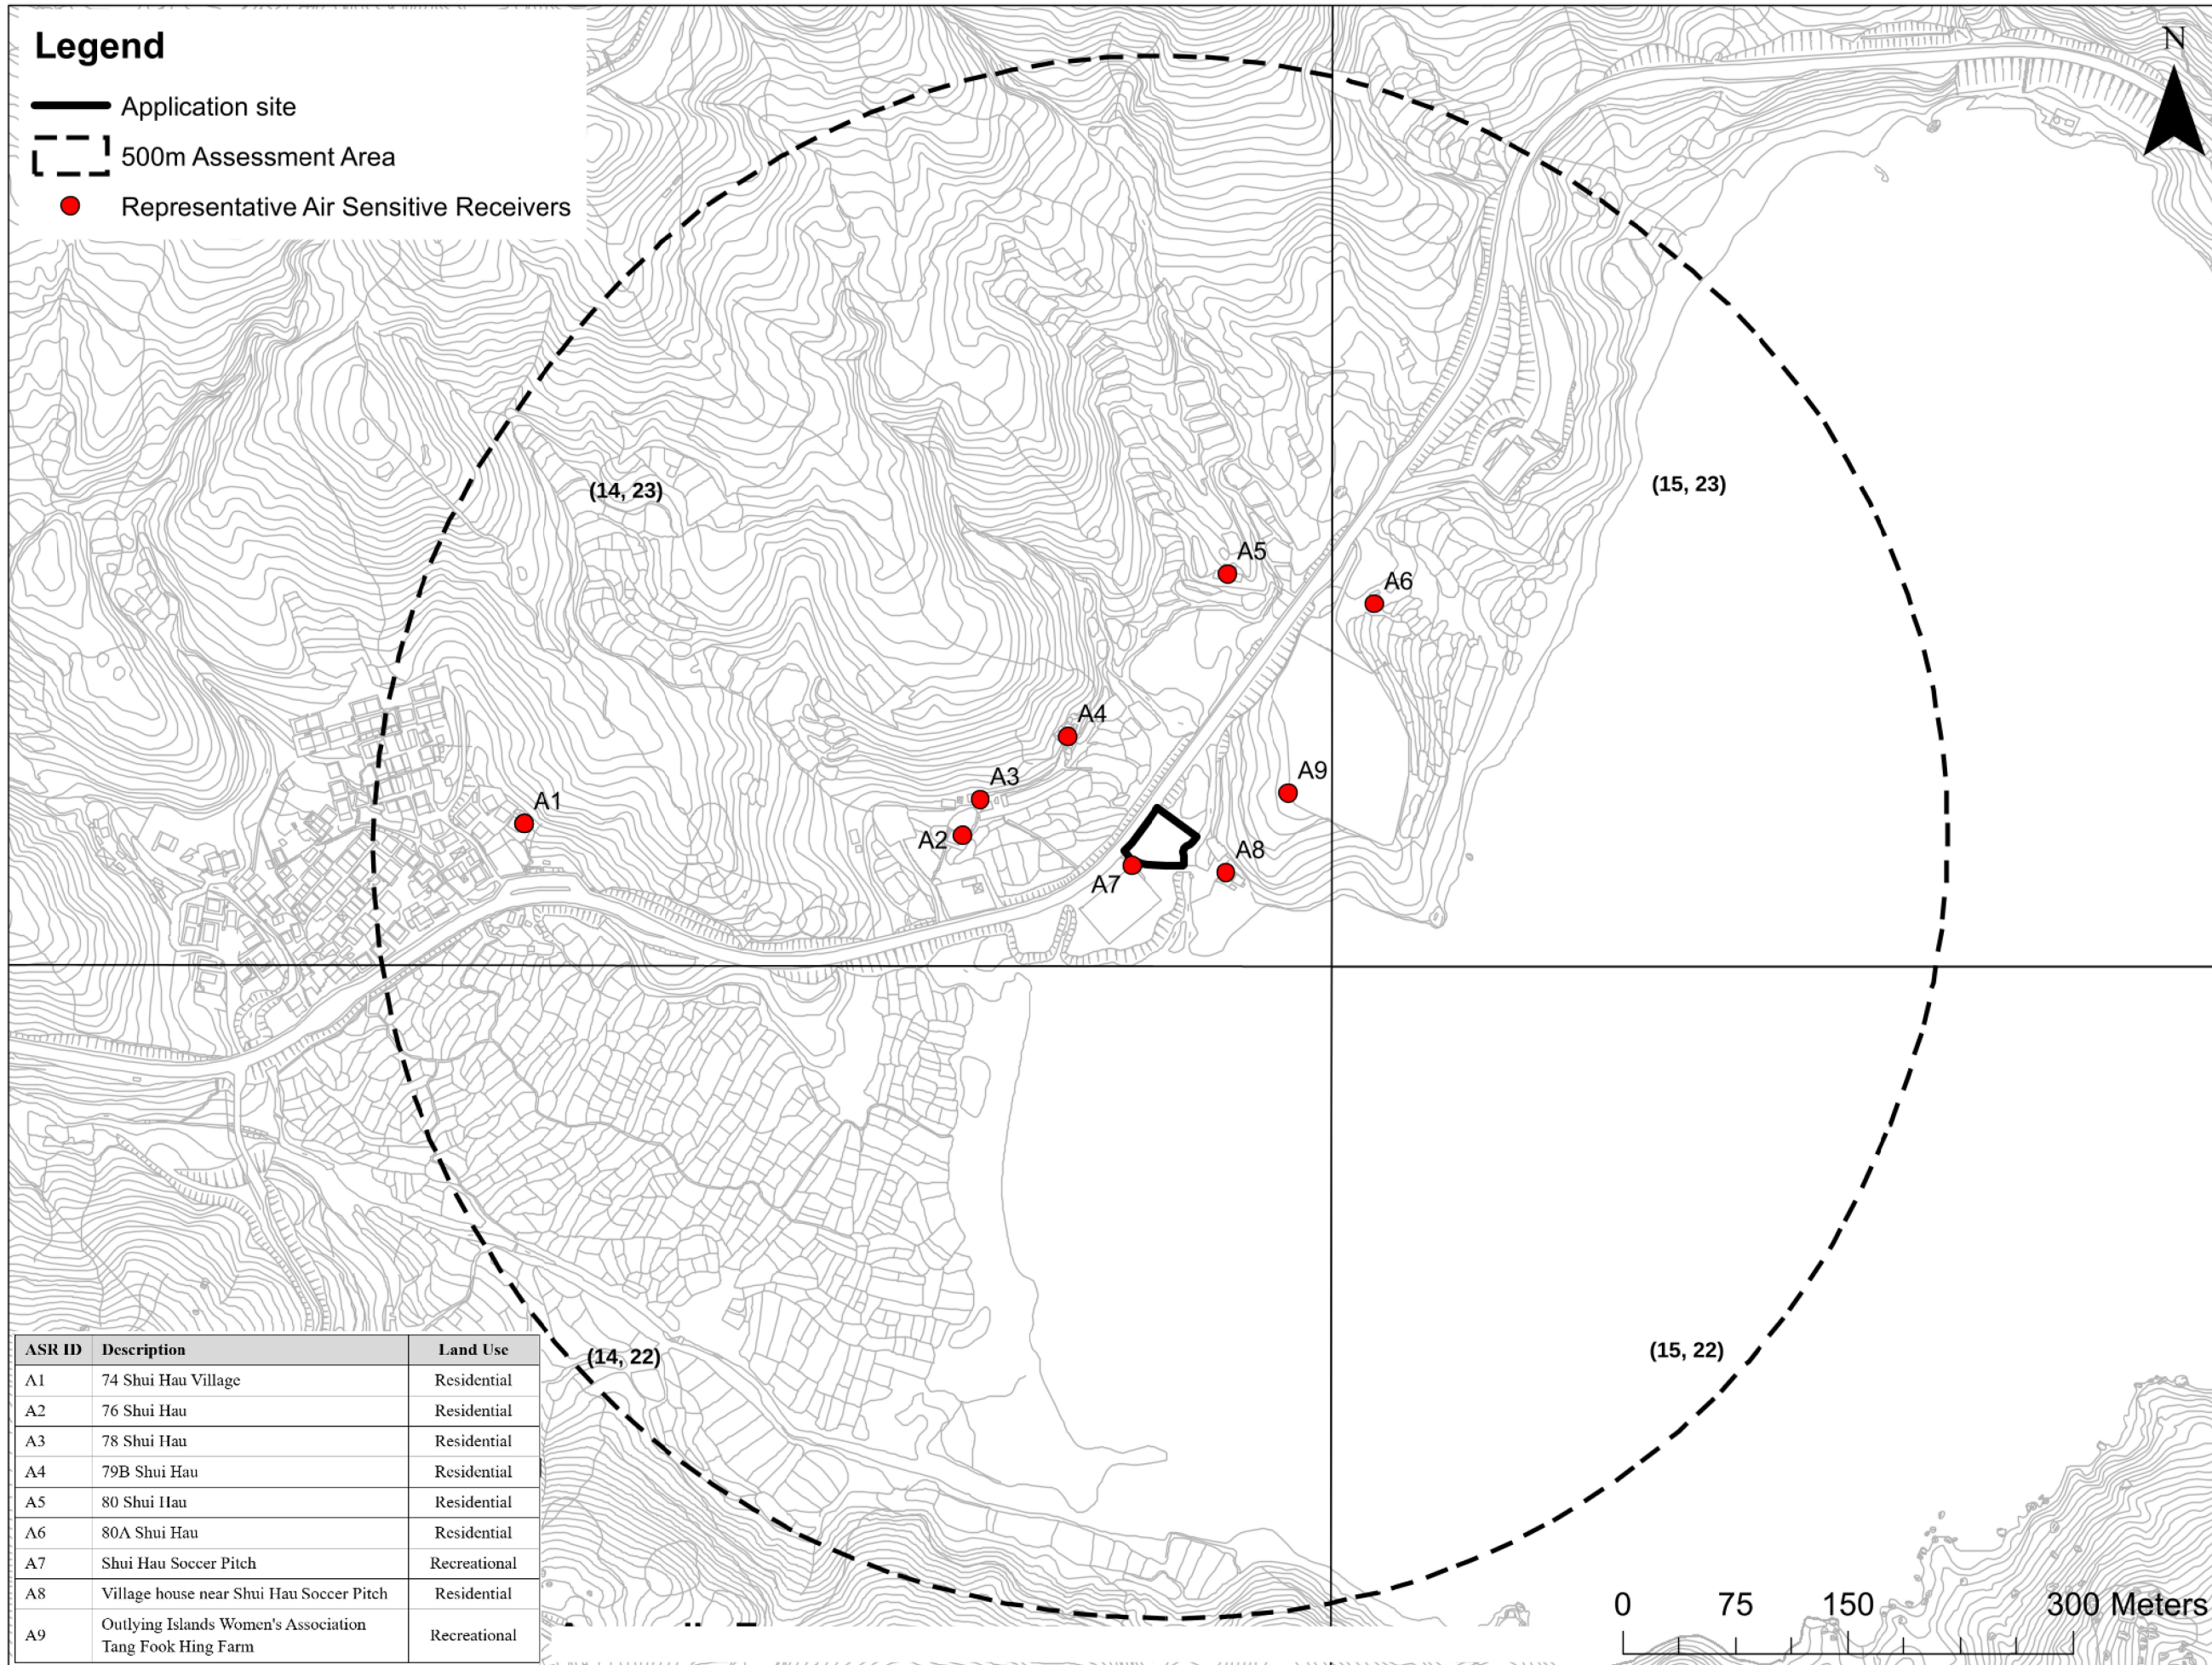 Legend
Application site
500m Assessment Area
Representative Air Sensitive Receivers
N
(14, 23)
(15, 23)
A5
A6
A4
A9
A3
A1
A2
A8
A7
(14, 22)
(15, 22)
ASR ID Description Land Use
A1 74 Shui Hau Village Residential
A2 76 Shui Hau Residential
A3 78 Shui Hau Residential
A4 79B Shui Hau Residential
A5 80 Shui Hau Residential
A6 80A Shui Hau Residential
A7 Shui Hau Soccer Pitch Recreational
A8 Village house near Shui Hau Soccer Pitch Residential
A9 Outlying Islands Women's Association Recreational
Tang Fook Hing Farm
0 75 150 300 Meters